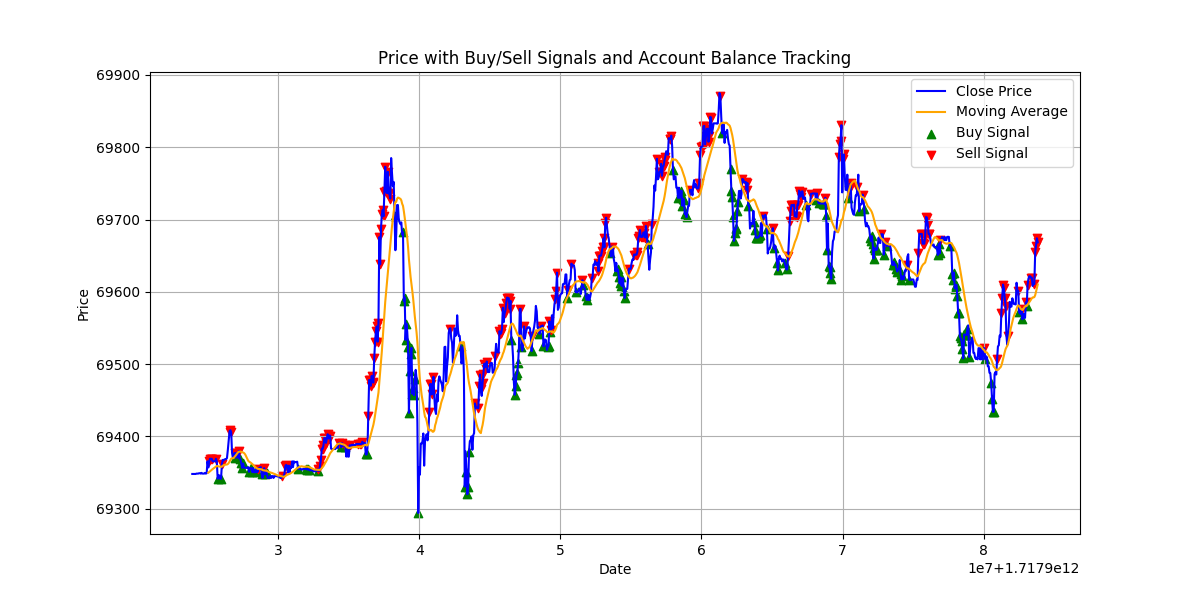 Price with Buy/Sell Signals and Account Balance Tracking
69900
69800
69700
69600
69500
69400
69300
Price
Close Price
Moving Average
Buy Signal
Sell Signal
3 4 5 6 7 8
Date
1e7+1.7179e12